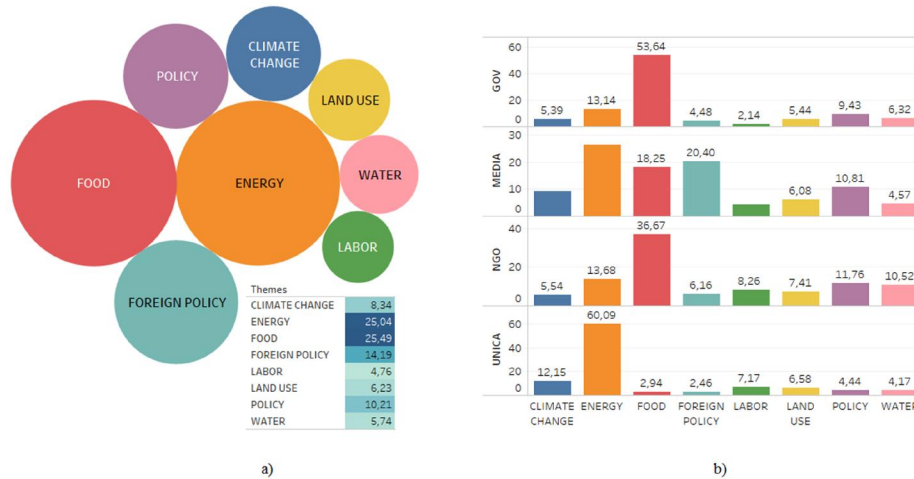 CLIMATE
CHANGE
POLICY
LAND USE
FOOD
ENERGY
WATER
LABOR
FOREIGN POLICY
Themes
CLIMATE CHANGE 8,34
ENERGY 25,04
FOOD 25,49
FOREIGN POLICY 14,19
LABOR 4,76
LAND USE 6,23
POLICY 10,21
WATER 5,74
a)
GOV
60
40
20
0
5,39 13,14 53,64 4,48 2,14 5,44 9,43 6,32
MEDIA
30
20
10
0
18,25 20,40 6,08 10,81 4,57
NGO
40
20
0
5,54 13,68 36,67 6,16 8,26 7,41 11,76 10,52
UNICA
60
40
20
0
12,15 60,09 2,94 2,46 7,17 6,58 4,44 4,17
CLIMATE ENERGY FOOD FOREIGN LABOR LAND POLICY WATER
CHANGE POLICY USE
b)